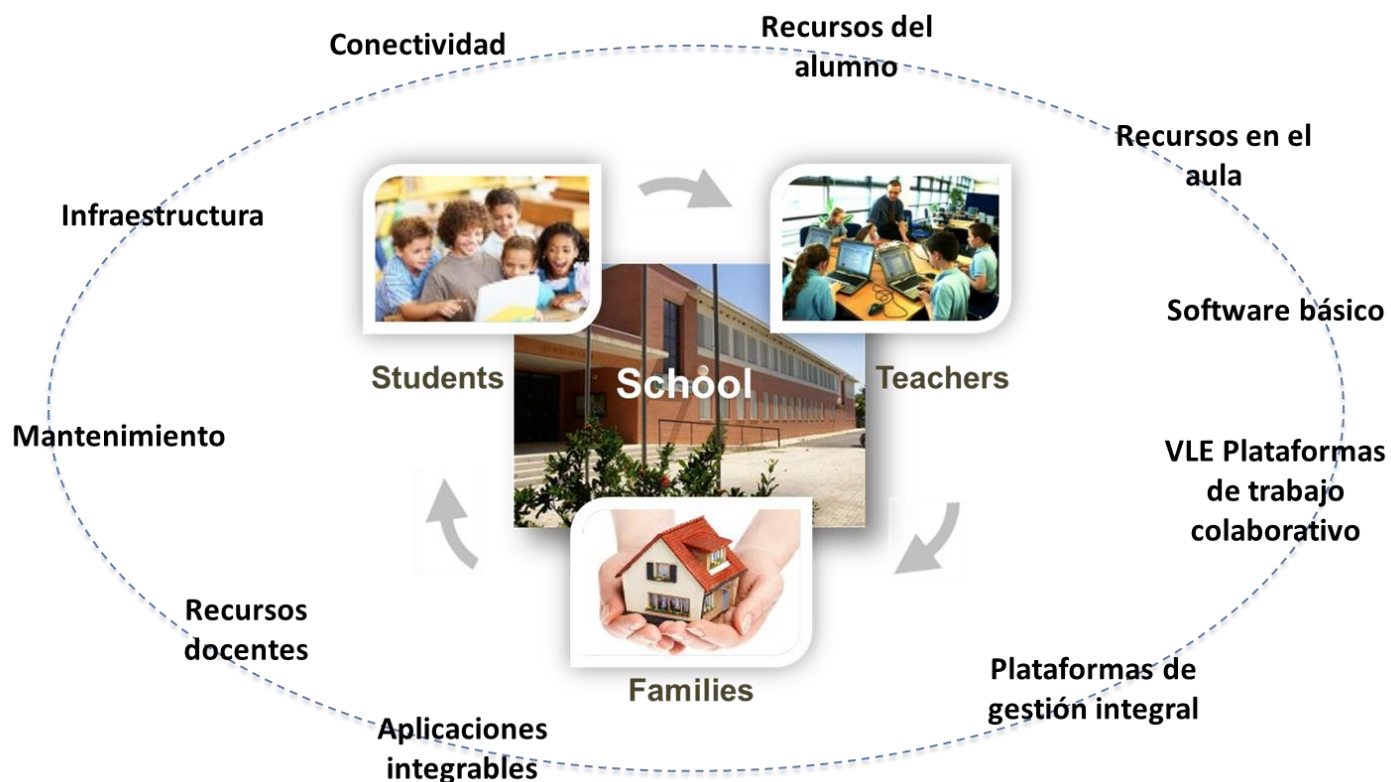 Conectividad
Recursos del
alumno
Recursos en el
aula
Infraestructura
Software básico
Students
School
Teachers
Mantenimiento
VLE Plataformas
de trabajo
colaborativo
Recursos
docentes
Families
Plataformas de
gestión integral
Aplicaciones
integrables